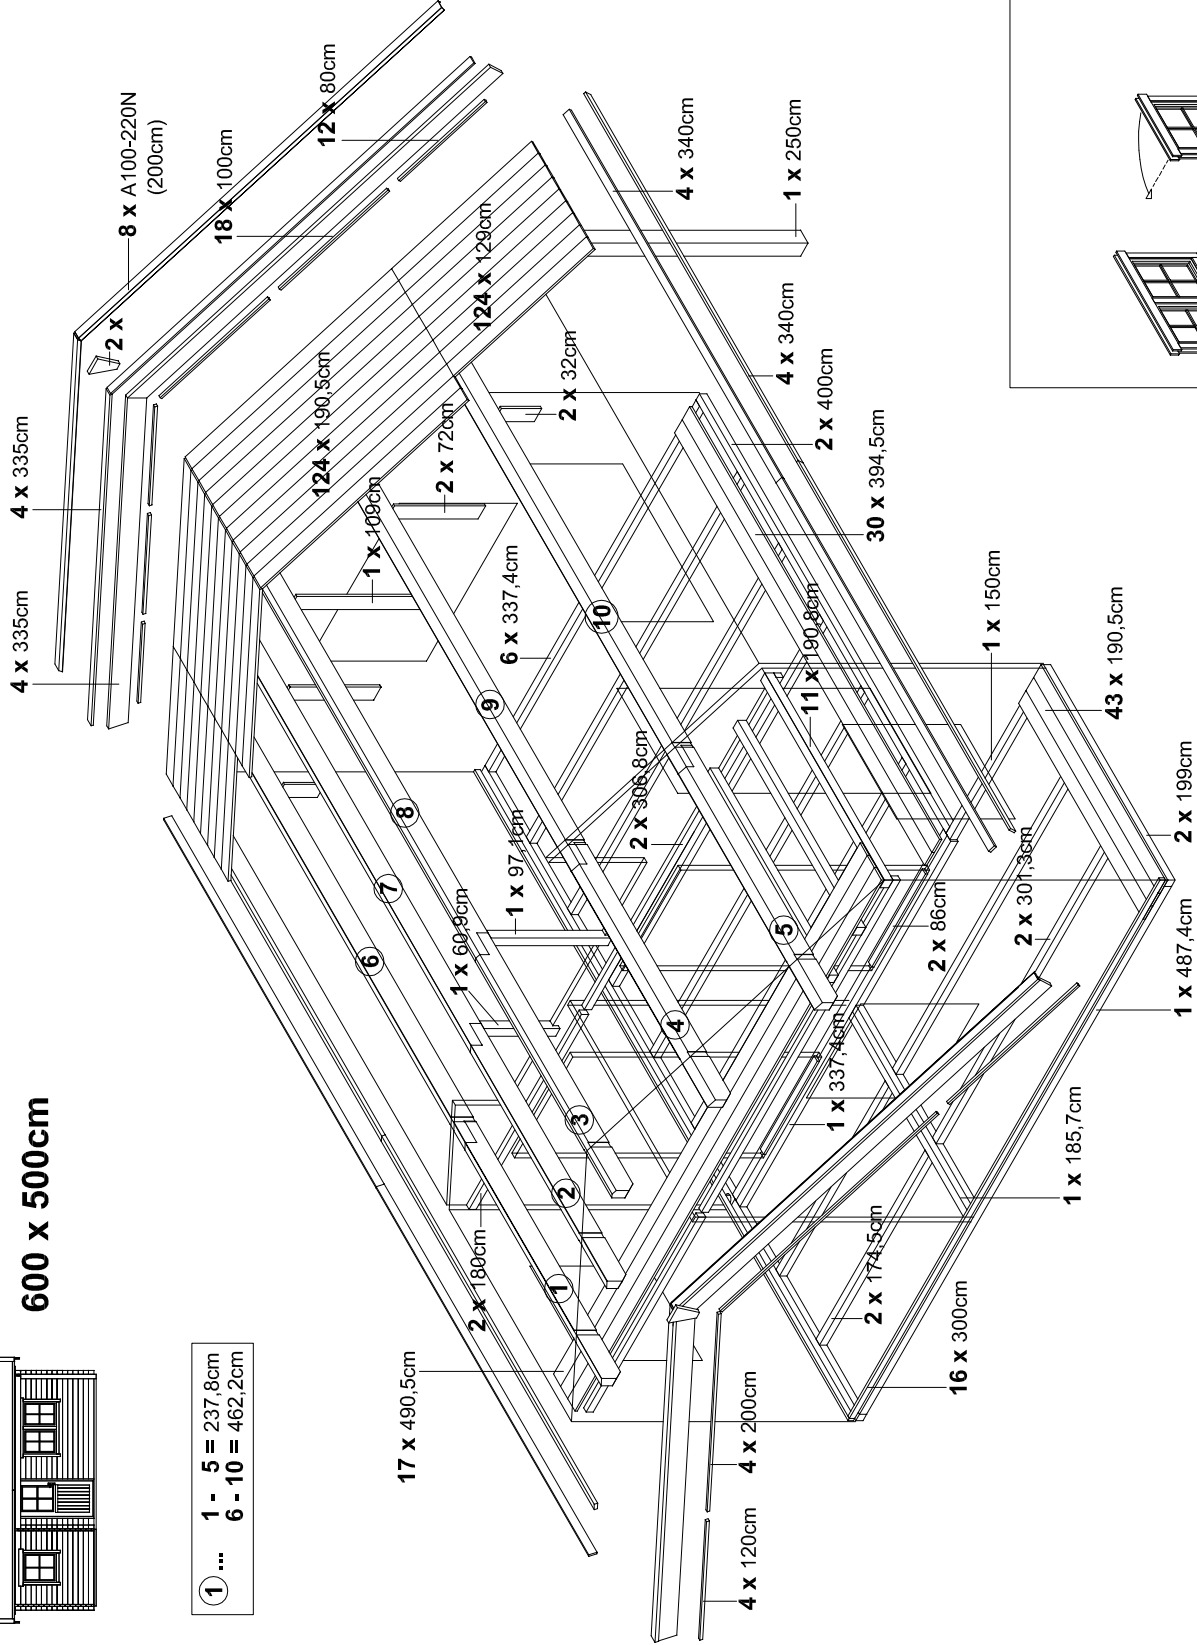 600 x 500cm
1 ... 1 - 5 = 237,8cm
6 - 10 = 462,2cm
4 x 335cm
4 x 335cm
8 x A100-220N
(200cm)
2 x
18 x 100cm
12 x 80cm
124 x 190,5cm
124 x 129cm
1 x 109cm
2 x 72cm
2 x 32cm
4 x 340cm
1 x 250cm
4 x 340cm
2 x 400cm
30 x 394,5cm
6 x 337,4cm
11 x 190,8cm
1 x 150cm
43 x 190,5cm
2 x 199cm
2 x 306,8cm
1 x 97,1cm
1 x 60,9cm
2 x 86cm
2 x 301,3cm
1 x 487,4cm
1 x 337,4cm
1 x 185,7cm
2 x 180cm
2 x 174,5cm
16 x 300cm
17 x 490,5cm
4 x 200cm
4 x 120cm
1
2
3
4
5
6
7
8
9
10